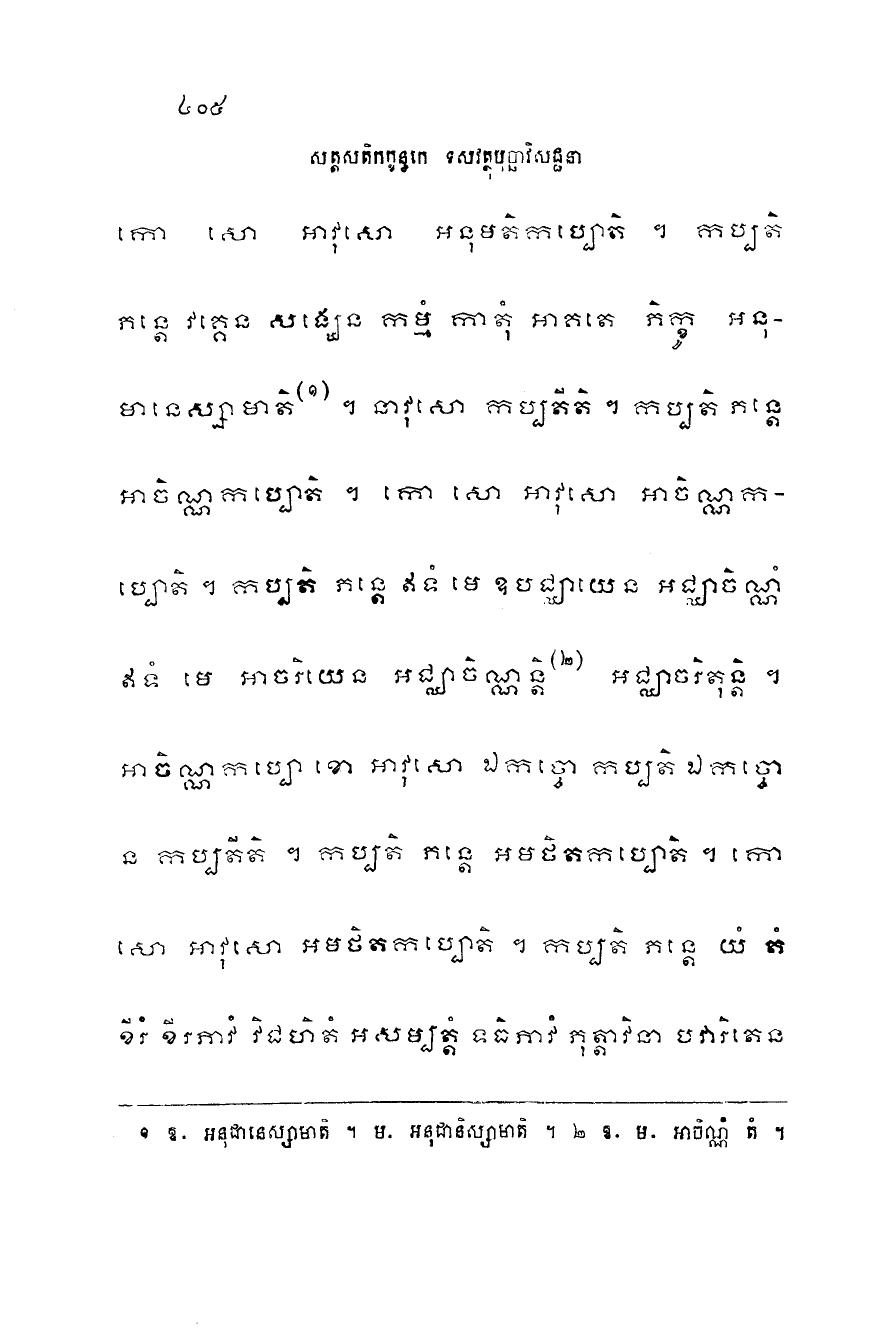 ៤០៥
សត្តសតិកក្ខន្ធកេ ទសវត្ថុបុច្ឆាវិសជ្ជនា
កោ សោ អាវុសោ អនុមតិកប្បោតិ ។ កប្បតិ
ភន្តេ វគ្គេន សង្ឃេន កម្មំ កាតុំ អាគតេ ភិក្ខូ អនុ-
មានេស្សាមាតិ(១) ។ នាវុសោ កប្បតីតិ ។ កប្បតិ ភន្តេ
អាចិណ្ណកប្បោតិ ។ កោ សោ អាវុសោ អាចិណ្ណក-
ប្បោតិ ។ កប្បតិ ភន្តេ ឥទំ មេ ឧបជ្ឈាយេន អជ្ឈាចិណ្ណំ
ឥទំ មេ អាចរិយេន អជ្ឈាចិណ្ណន្តិ(២) អជ្ឈាចរិតុន្តិ ។
អាចិណ្ណកប្បោ ខោ អាវុសោ ឯកច្ចោ កប្បតិ ឯកច្ចោ
ន កប្បតីតិ ។ កប្បតិ ភន្តេ អមថិតកប្បោតិ ។ កោ
សោ អាវុសោ អមថិតកប្បោតិ ។ កប្បតិ ភន្តេ យំ តំ
ខីរំ ខីរភាវំ វិជហិតំ អសម្បត្តំ ទធិភាវំ ភុត្តាវិនា បវារិតេន
១ ឱ. អនុជានេស្សាមាតិ ។ ម. អនុជានិស្សាមាតិ ។ ២ ឱ. ម. អាចិណ្ណំ តំ ។